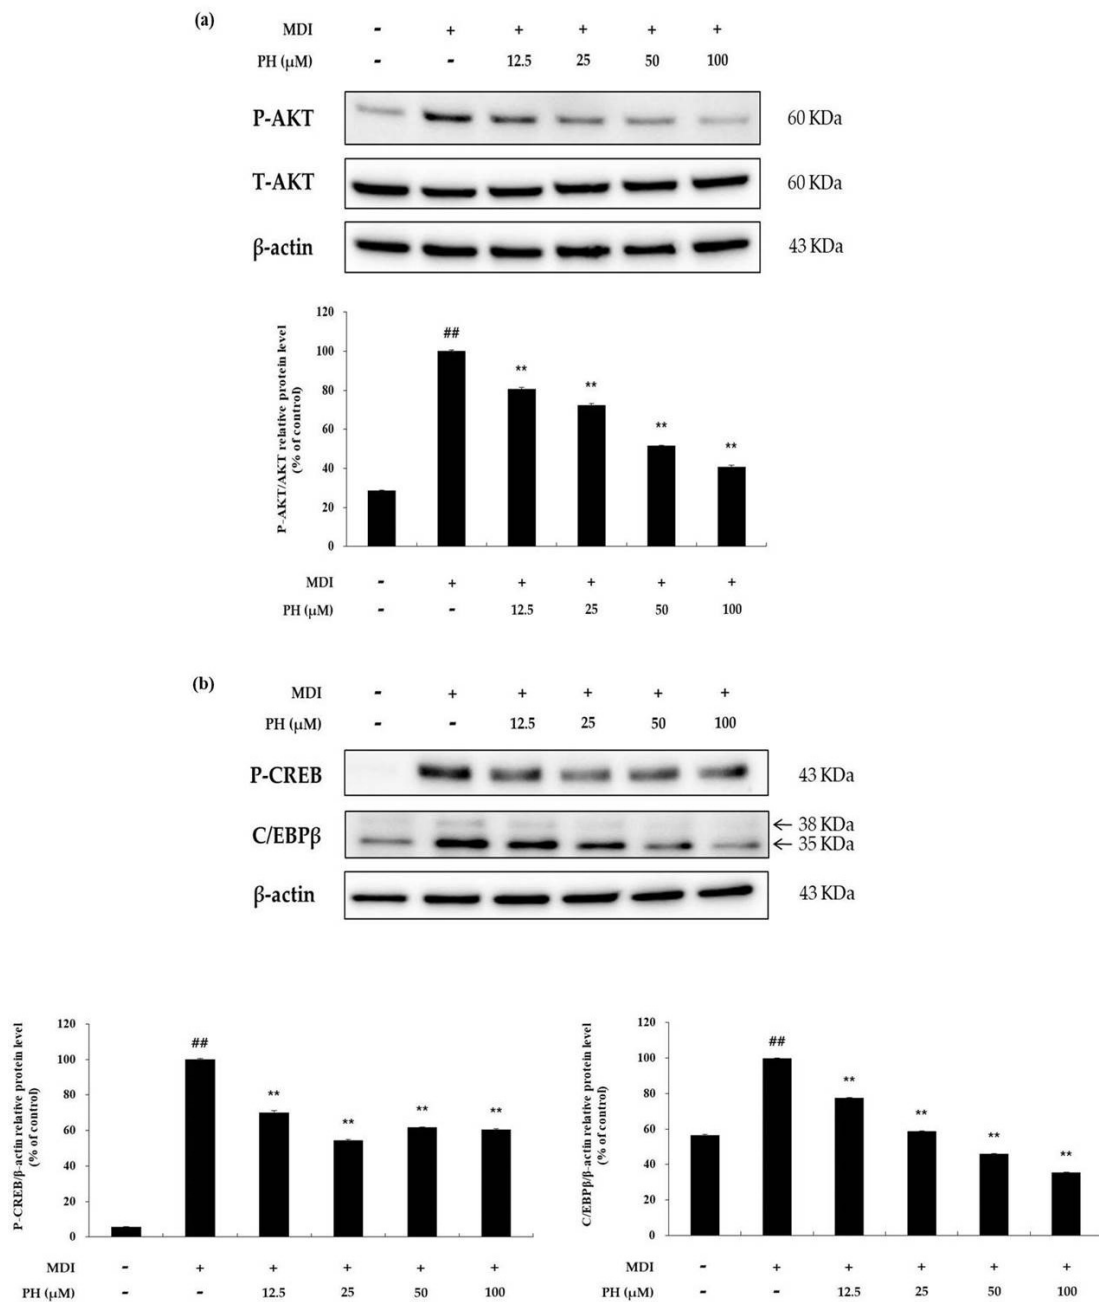 (a)
MDI - + + + + +
PH (μM) - - 12.5 25 50 100
P-AKT 60 KDa
T-AKT 60 KDa
β-actin 43 KDa
P-AKT/AKT relative protein level
(% of control)
120
100
80
60
40
20
0
##
**
**
**
**
MDI - + + + + +
PH (μM) - - 12.5 25 50 100
(b)
MDI - + + + + +
PH (μM) - - 12.5 25 50 100
P-CREB 43 KDa
C/EBPβ ← 38 KDa
← 35 KDa
β-actin 43 KDa
P-CREB/β-actin relative protein level
(% of control)
120
100
80
60
40
20
0
##
**
**
**
**
MDI - + + + + +
PH (μM) - - 12.5 25 50 100
C/EBPβ/β-actin relative protein level
(% of control)
120
100
80
60
40
20
0
##
**
**
**
**
MDI - + + + + +
PH (μM) - - 12.5 25 50 100